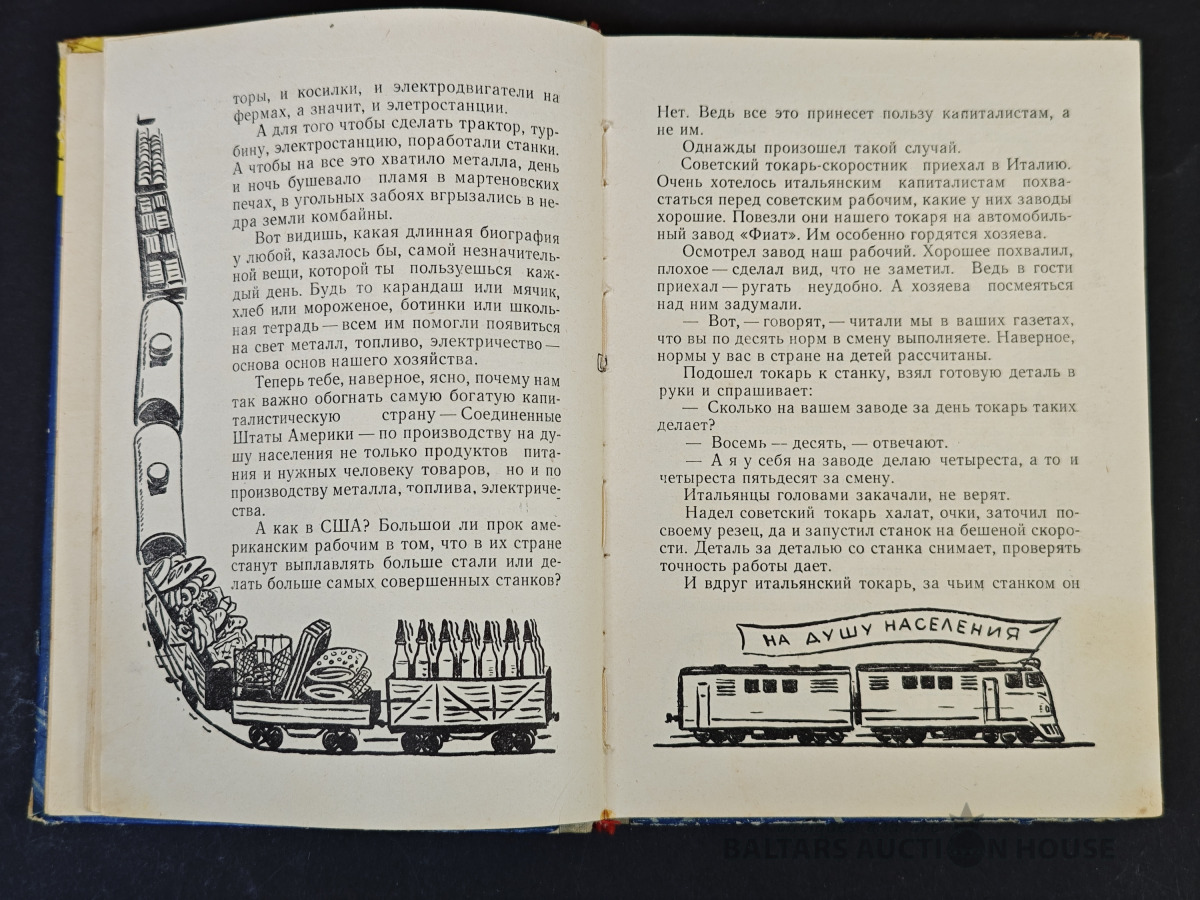 торы, и косилки, и электродвигатели на
фермах, а значит, и элетростанции.
А для того чтобы сделать трактор, тур-
бину, электростанцию, поработали станки.
А чтобы на все это хватило металла, день
и ночь бушевало пламя в мартеновских
печах, в угольных забоях вгрызались в не-
дра земли комбайны.
Вот видишь, какая длинная биография
у любой, казалось бы, самой незначитель-
ной вещи, которой ты пользуешься каж-
дый день. Будь то карандаш или мячик,
хлеб или мороженое, ботинки или школь-
ная тетрадь — всем им помогли появиться
на свет металл, топливо, электричество —
основа основ нашего хозяйства.
Теперь тебе, наверное, ясно, почему нам
так важно обогнать самую богатую капи-
талистическую страну — Соединенные
Штаты Америки — по производству на ду-
шу населения не только продуктов пита-
ния и нужных человеку товаров, но и по
производству металла, топлива, электриче-
ства.
А как в США? Большой ли прок аме-
риканским рабочим в том, что в их стране
станут выплавлять больше стали или де-
лать больше самых совершенных станков?
Нет. Ведь все это принесет пользу капиталистам, а
не им.
Однажды произошел такой случай.
Советский токарь-скоростник приехал в Италию.
Очень хотелось итальянским капиталистам похва-
статься перед советским рабочим, какие у них заводы
хорошие. Повезли они нашего токаря на автомобиль-
ный завод «Фиат». Им особенно гордятся хозяева.
Осмотрел завод наш рабочий. Хорошее похвалил,
плохое — сделал вид, что не заметил. Ведь в гости
приехал — ругать неудобно. А хозяева посмеяться
над ним задумали.
— Вот, — говорят, — читали мы в ваших газетах,
что вы по десять норм в смену выполняете. Наверное,
нормы у вас в стране на детей рассчитаны.
Подошел токарь к станку, взял готовую деталь в
руки и спрашивает:
— Сколько на вашем заводе за день токарь таких
делает?
— Восемь — десять, — отвечают.
— А я у себя на заводе делаю четыреста, а то и
четыреста пятьдесят за смену.
Итальянцы головами закачали, не верят.
Надел советский токарь халат, очки, заточил по-
своему резец, да и запустил станок на бешеной скоро-
сти. Деталь за деталью со станка снимает, проверять
точность работы дает.
И вдруг итальянский токарь, за чьим станком он
НА ДУШУ НАСЕЛЕНИЯ
BALTARS AUCTION HOUSE